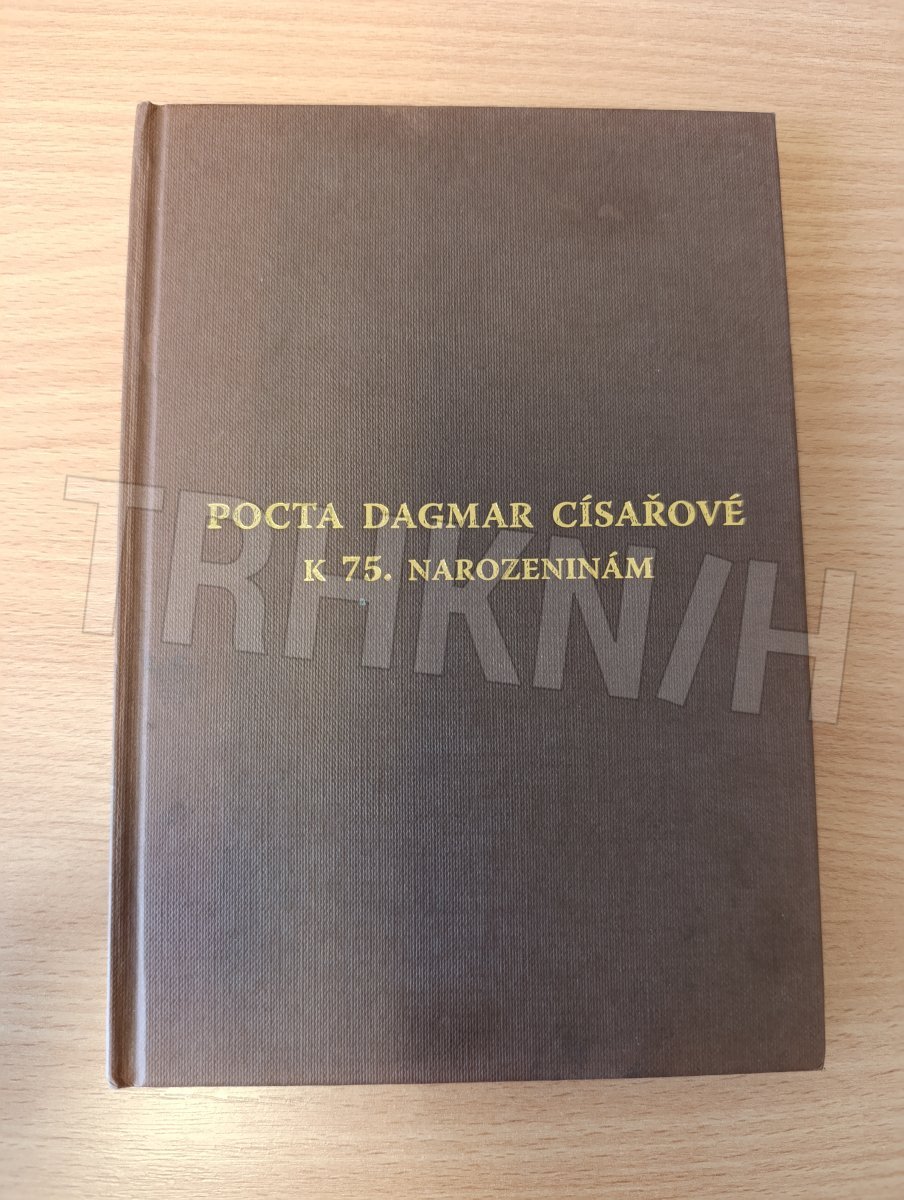 POCTA DAGMAR CÍSAŘOVÉ
K 75. NAROZENINÁM
TRHKNIH